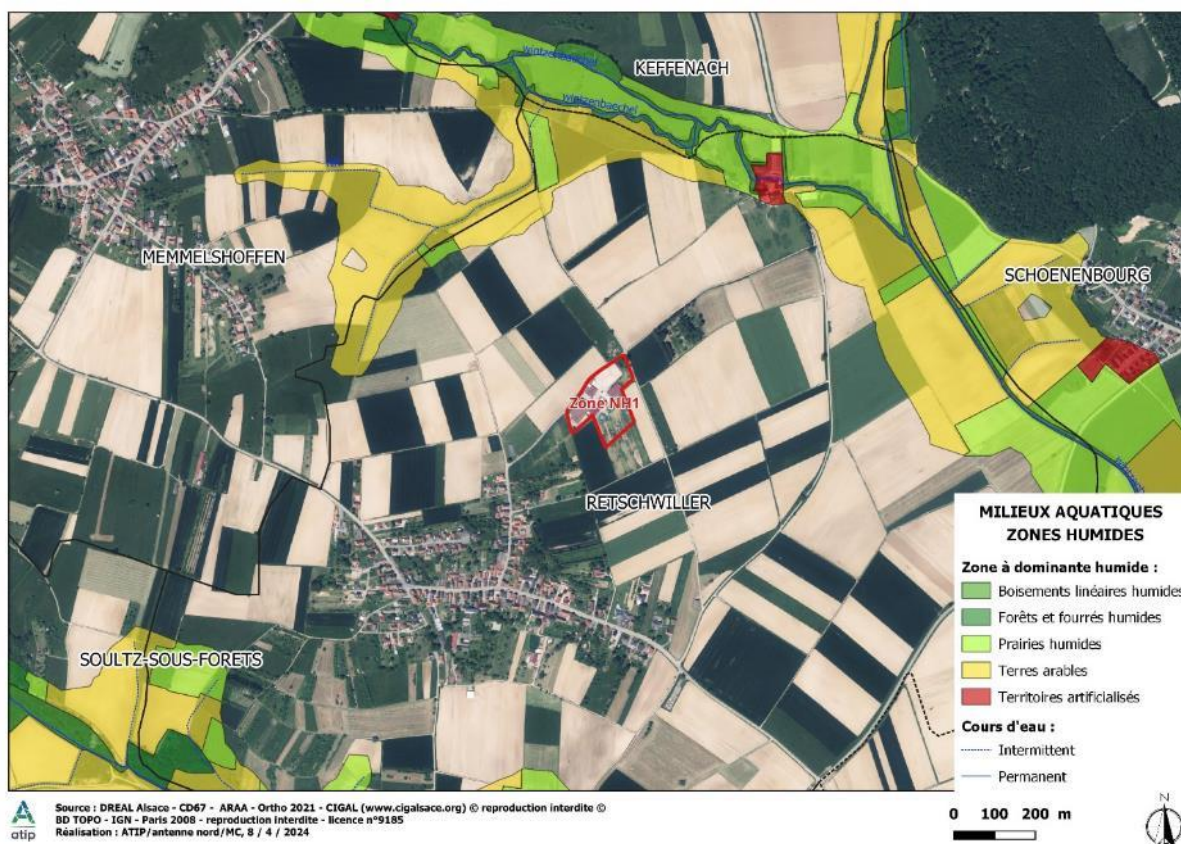 KEFFENACH
Wintzenbaechel
Wintzenbaechel
MEMMELSHOFFEN
SCHOENENBOURG
Zone NH1
RETSCHWILLER
SOULTZ-SOUS-FORETS
MILIEUX AQUATIQUES
ZONES HUMIDES
Zone à dominante humide :
Boisements linéaires humides
Forêts et fourrés humides
Prairies humides
Terres arables
Territoires artificialisés
Cours d'eau :
Intermittent
Permanent
0 100 200 m
N
atip
Source : DREAL Alsace - CD67 - ARAA - Ortho 2021 - CIGAL (www.cigalsace.org) © reproduction interdite ©
BD TOPO - IGN - Paris 2008 - reproduction interdite - licence n°9185
Réalisation : ATIP/antenne nord/MC, 8 / 4 / 2024